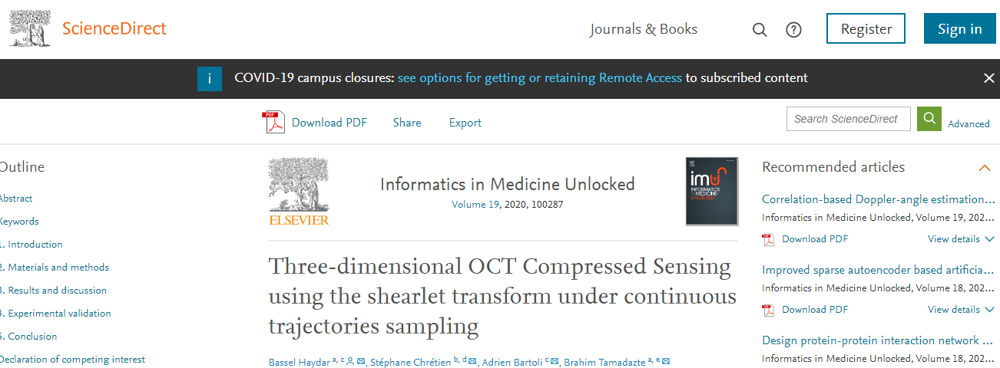 ScienceDirect
Journals & Books
Register
Sign in
COVID-19 campus closures: see options for getting or retaining Remote Access to subscribed content
Download PDF
Share
Export
Search ScienceDirect
Advanced
Outline
Abstract
Keywords
1. Introduction
2. Materials and methods
3. Results and discussion
4. Experimental validation
5. Conclusion
Declaration of competing interest
ELSEVIER
Informatics in Medicine Unlocked
Volume 19, 2020, 100287
imu
INFORMATICS
IN MEDICINE
UNLOCKED
Three-dimensional OCT Compressed Sensing
using the shearlet transform under continuous
trajectories sampling
Bassel Haydar a, c, Stéphane Chrétien b, d, Adrien Bartoli c, Brahim Tamadazte a, e
Recommended articles
Correlation-based Doppler-angle estimation...
Informatics in Medicine Unlocked, Volume 19, 202...
Download PDF
View details
Improved sparse autoencoder based artificia...
Informatics in Medicine Unlocked, Volume 18, 202...
Download PDF
View details
Design protein-protein interaction network ...
Informatics in Medicine Unlocked, Volume 18, 202...